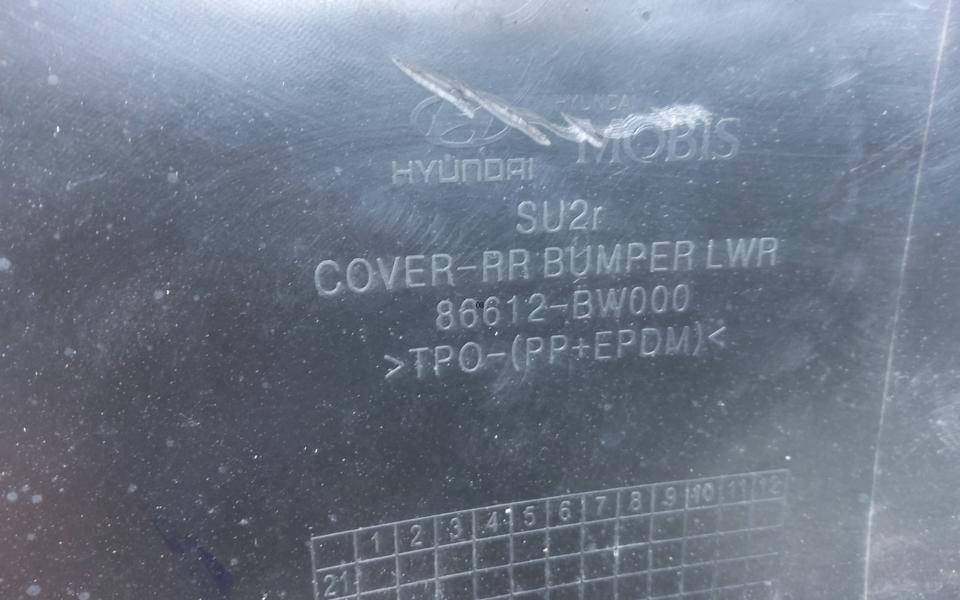 HYUNDAI
HYUNDAI MOBIS
SU2r
COVER-RR BUMPER LWR
86612-BW000
>TPO-(PP+EPDM)<
1 2 3 4 5 6 7 8 9 10 11 12
21